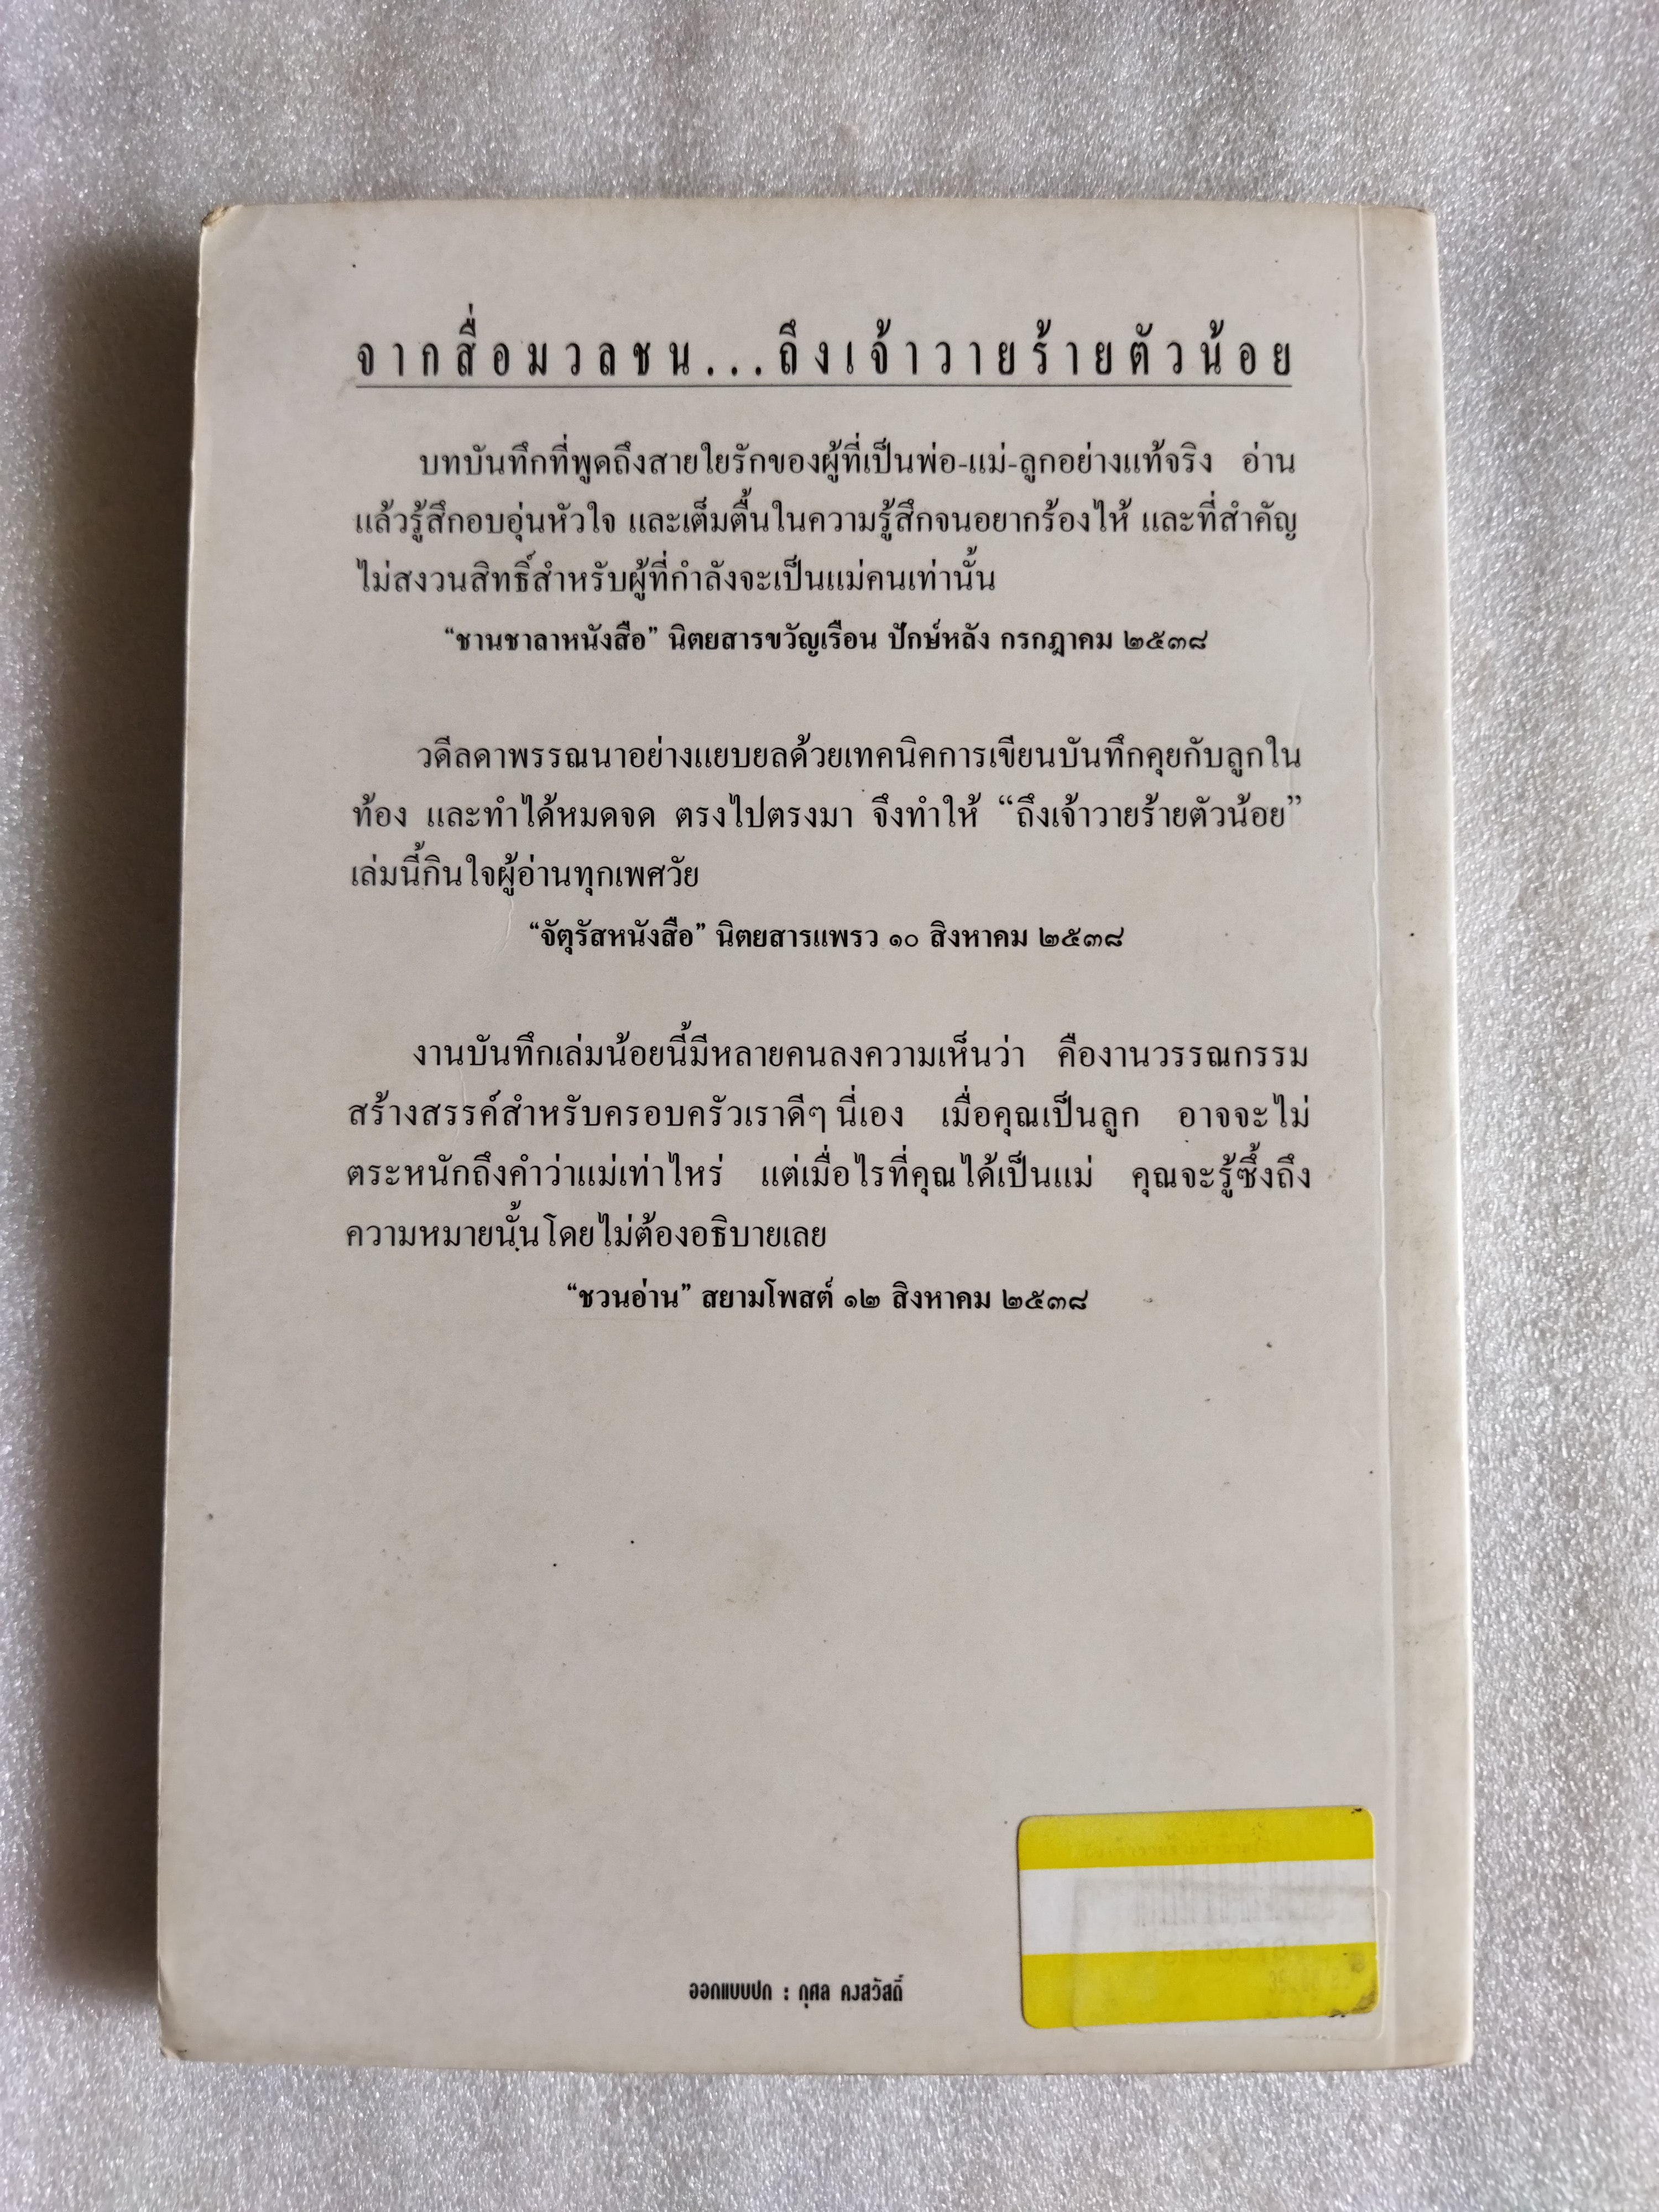 จากสื่อมวลชน...ถึงเจ้าวายร้ายตัวน้อย
บทบันทึกที่พูดถึงสายใยรักของผู้ที่เป็นพ่อ-แม่-ลูกอย่างแท้จริง อ่าน
แล้วรู้สึกอบอุ่นหัวใจ และเต็มตื้นในความรู้สึกจนอยากร้องไห้ และที่สำคัญ
ไม่สงวนสิทธิ์สำหรับผู้ที่กำลังจะเป็นแม่คนเท่านั้น
“ชานชาลาหนังสือ” นิตยสารขวัญเรือน ปักษ์หลัง กรกฎาคม ๒๕๓๘
วดีลดาพรรณนาอย่างแยบยลด้วยเทคนิคการเขียนบันทึกคุยกับลูกใน
ท้อง และทำได้หมดจด ตรงไปตรงมา จึงทำให้ “ถึงเจ้าวายร้ายตัวน้อย”
เล่มนี้กินใจผู้อ่านทุกเพศวัย
“จัตุรัสหนังสือ” นิตยสารแพรว ๑๐ สิงหาคม ๒๕๓๘
งานบันทึกเล่มน้อยนี้มีหลายคนลงความเห็นว่า คืองานวรรณกรรม
สร้างสรรค์สำหรับครอบครัวเราดีๆ นี่เอง เมื่อคุณเป็นลูก อาจจะไม่
ตระหนักถึงคำว่าแม่เท่าไหร่ แต่เมื่อไรที่คุณได้เป็นแม่ คุณจะรู้ซึ้งถึง
ความหมายนั้นโดยไม่ต้องอธิบายเลย
“ชวนอ่าน” สยามโพสต์ ๑๒ สิงหาคม ๒๕๓๘
ออกแบบปก : กุศล คงสวัสดิ์